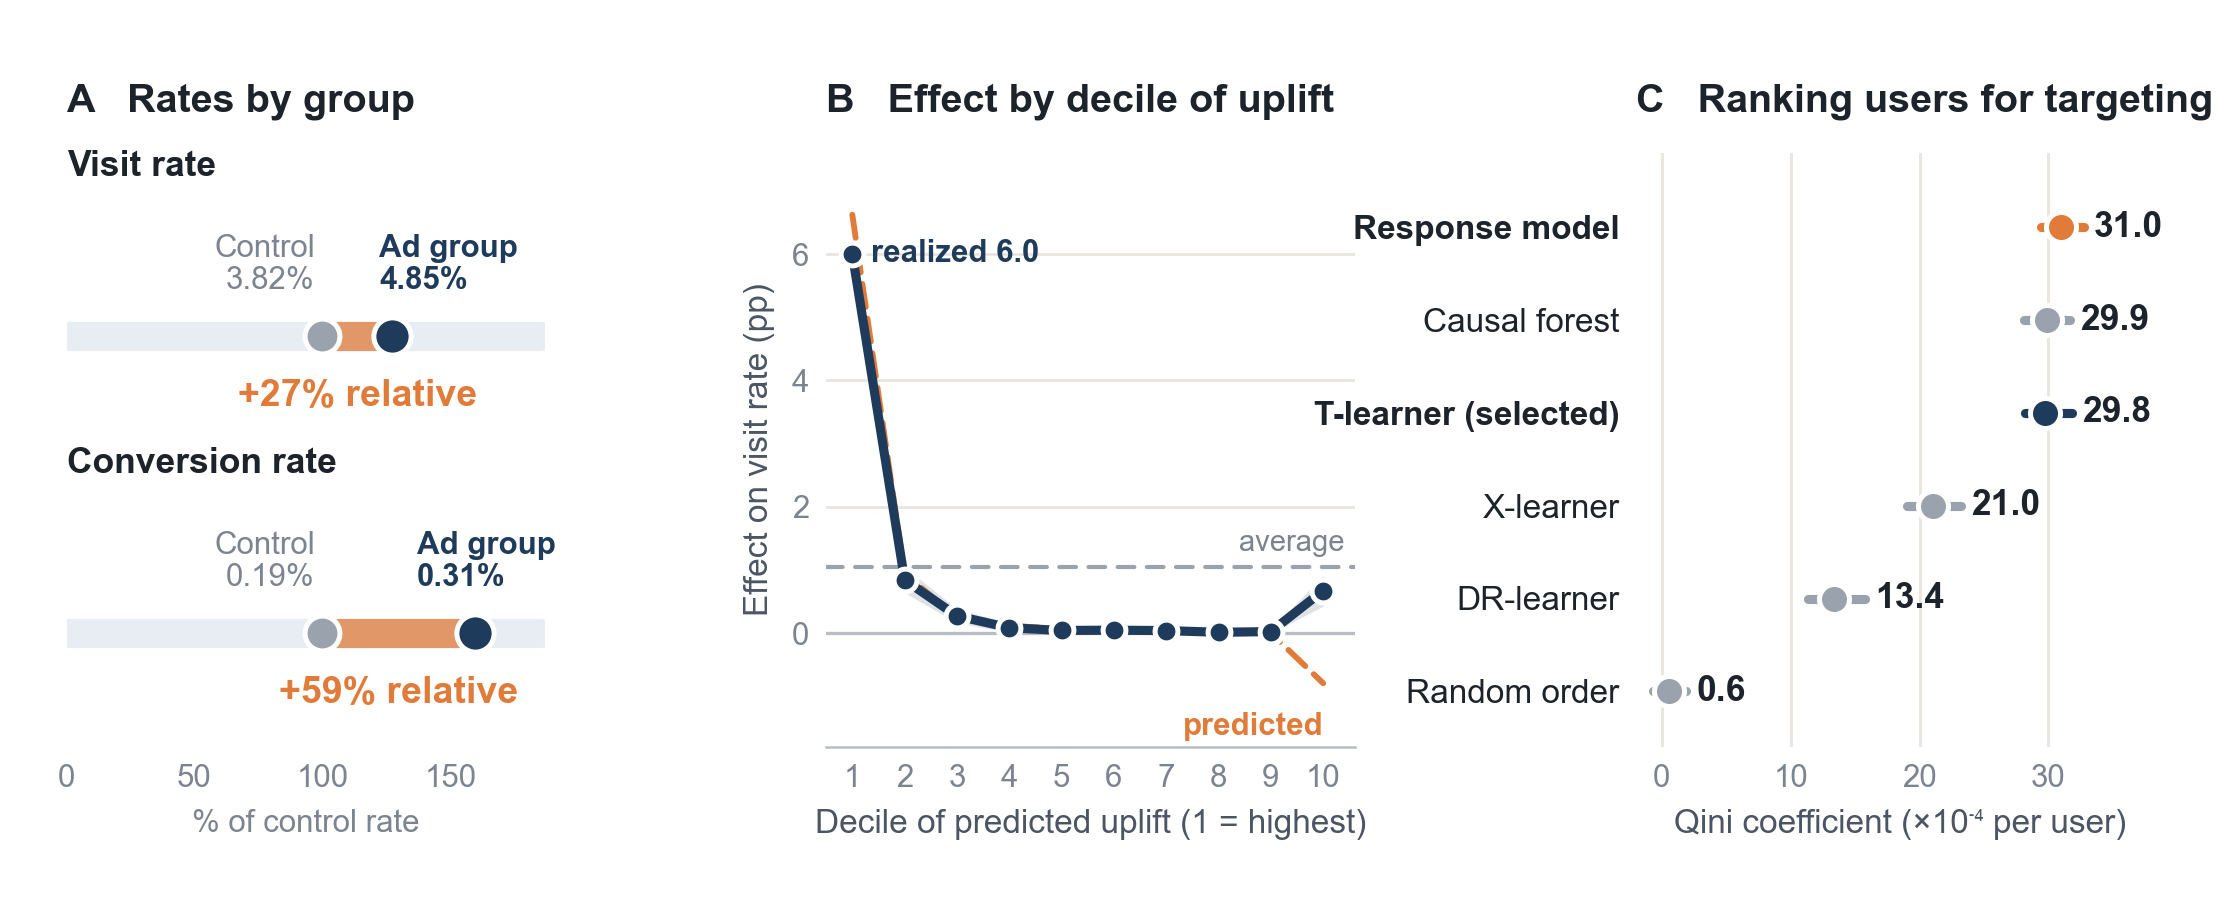 A Rates by group
Visit rate
Control
3.82%
Ad group
4.85%
+27% relative
Conversion rate
Control
0.19%
Ad group
0.31%
+59% relative
0 50 100 150
% of control rate
B Effect by decile of uplift
Effect on visit rate (pp)
6
4
2
0
realized 6.0
average
predicted
1 2 3 4 5 6 7 8 9 10
Decile of predicted uplift (1 = highest)
C Ranking users for targeting
Response model 31.0
Causal forest 29.9
T-learner (selected) 29.8
X-learner 21.0
DR-learner 13.4
Random order 0.6
0 10 20 30
Qini coefficient (×10⁻⁴ per user)